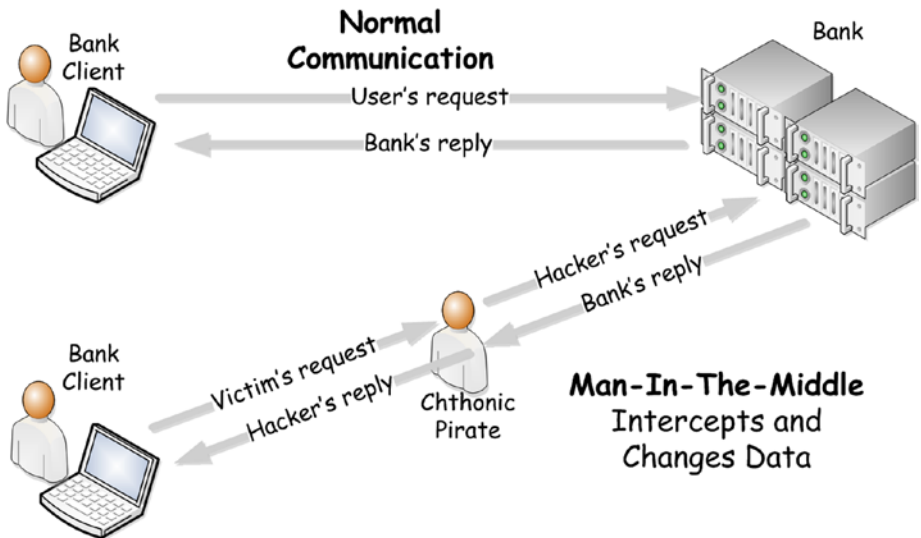 Normal
Communication
Bank
Client
Bank
User's request
Bank's reply
Hacker's request
Bank's reply
Victim's request
Hacker's reply
Bank
Client
Chthonic
Pirate
Man-In-The-Middle
Intercepts and
Changes Data